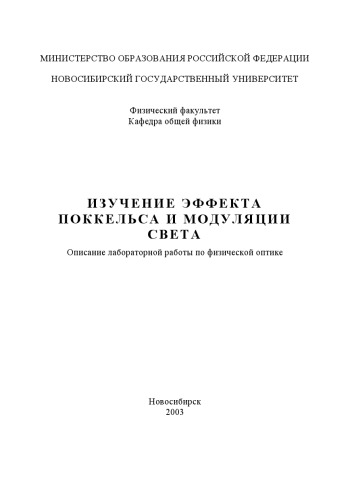 МИНИСТЕРСТВО ОБРАЗОВАНИЯ РОССИЙСКОЙ ФЕДЕРАЦИИ
НОВОСИБИРСКИЙ ГОСУДАРСТВЕННЫЙ УНИВЕРСИТЕТ
Физический факультет
Кафедра общей физики
ИЗУЧЕНИЕ ЭФФЕКТА
ПОККЕЛЬСА И МОДУЛЯЦИИ
СВЕТА
Описание лабораторной работы по физической оптике
Новосибирск
2003